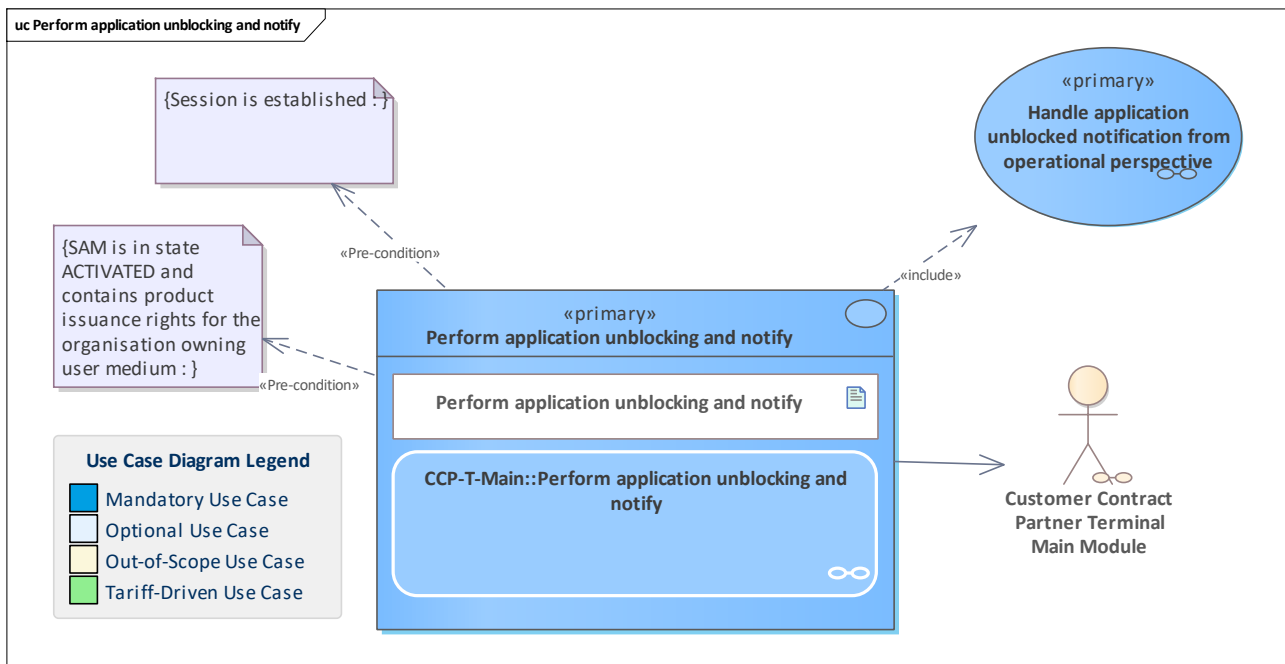 uc Perform application unblocking and notify
{Session is established : }
«primary»
Handle application
unblocked notification from
operational perspective
{SAM is in state
ACTIVATED and
contains product
issuance rights for the
organisation owning
user medium : }
«Pre-condition»
«include»
«Pre-condition»
«primary»
Perform application unblocking and notify
Perform application unblocking and notify
CCP-T-Main::Perform application unblocking and
notify
Customer Contract
Partner Terminal
Main Module
Use Case Diagram Legend
Mandatory Use Case
Optional Use Case
Out-of-Scope Use Case
Tariff-Driven Use Case